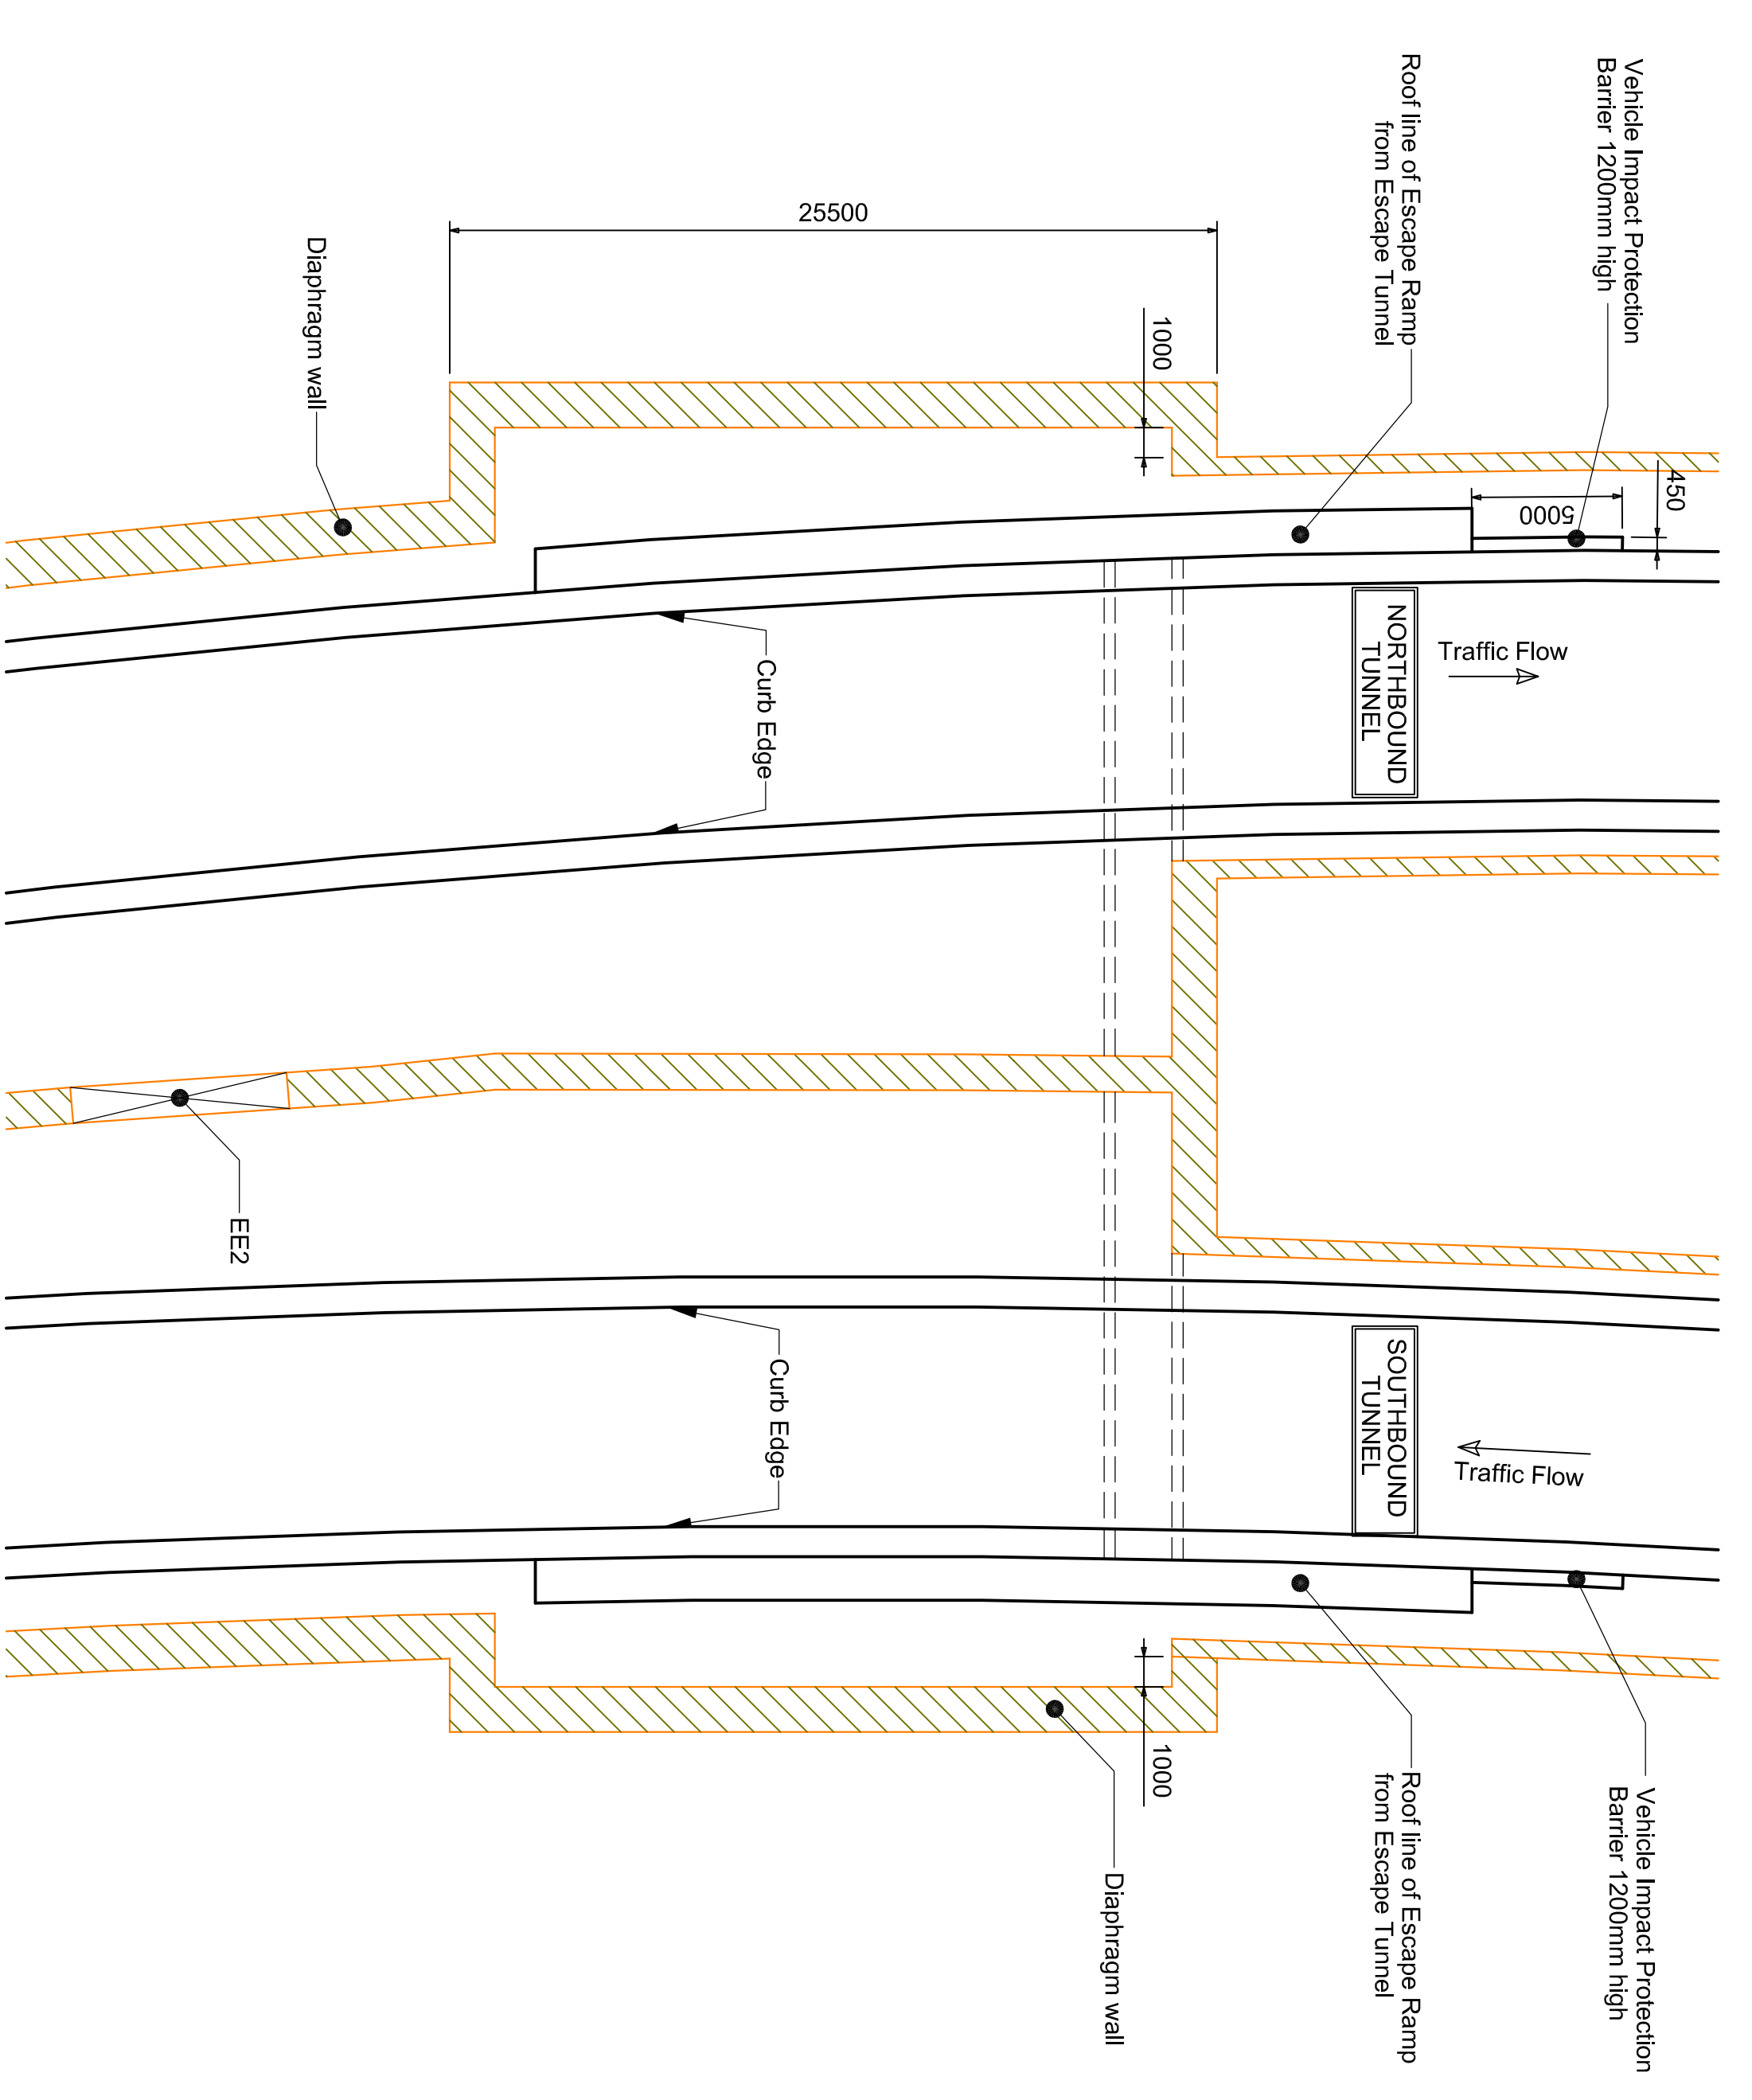 Vehicle Impact Protection
Barrier 1200mm high
Roof line of Escape Ramp
from Escape Tunnel
25500
1000
Diaphragm wall
450
5000
NORTHBOUND
TUNNEL
Traffic Flow
Curb Edge
EE2
SOUTHBOUND
TUNNEL
Traffic Flow
Curb Edge
1000
Vehicle Impact Protection
Barrier 1200mm high
Roof line of Escape Ramp
from Escape Tunnel
Diaphragm wall